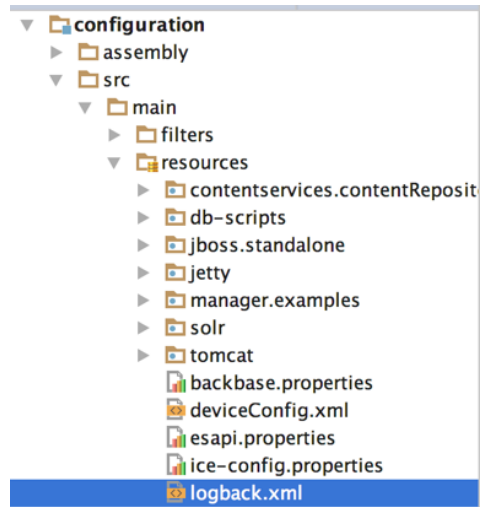 configuration
assembly
src
main
filters
resources
contentservices.contentReposit
db-scripts
jboss.standalone
jetty
manager.examples
solr
tomcat
backbase.properties
deviceConfig.xml
esapi.properties
ice-config.properties
logback.xml